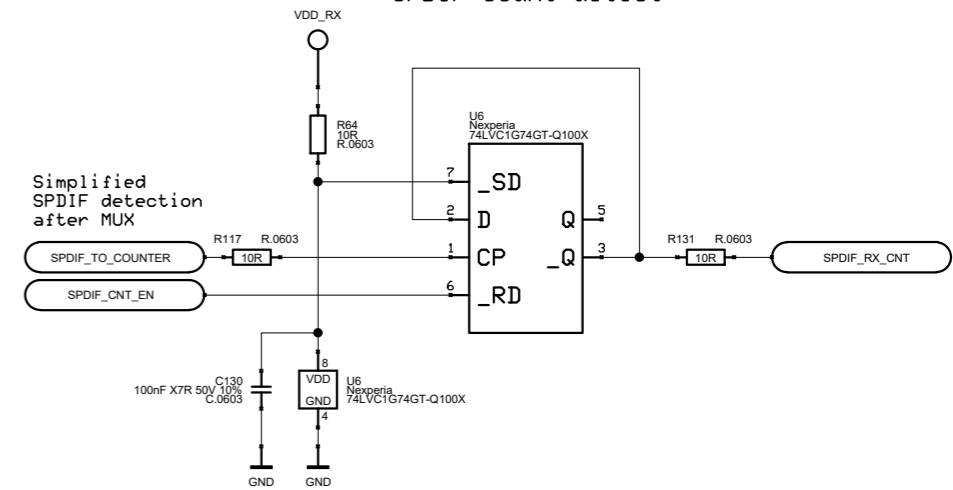 VDD_RX
R64
10R
R.0603
U6
Nexperia
74LVC1G74GT-Q100X
Simplified
SPDIF detection
after MUX
7 _SD
2 D Q 5
1 CP _Q 3
6 _RD
R117 R.0603
10R
SPDIF_TO_COUNTER
SPDIF_CNT_EN
R131 R.0603
10R
SPDIF_RX_CNT
C130
100nF X7R 50V 10%
C.0603
8
VDD
GND
4
U6
Nexperia
74LVC1G74GT-Q100X
GND GND